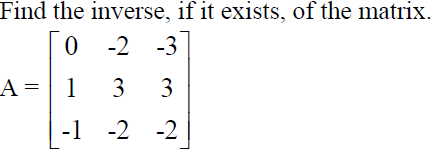 Find the inverse, if it exists, of the matrix.
0 -2 -3
A = 1 3 3
-1 -2 -2